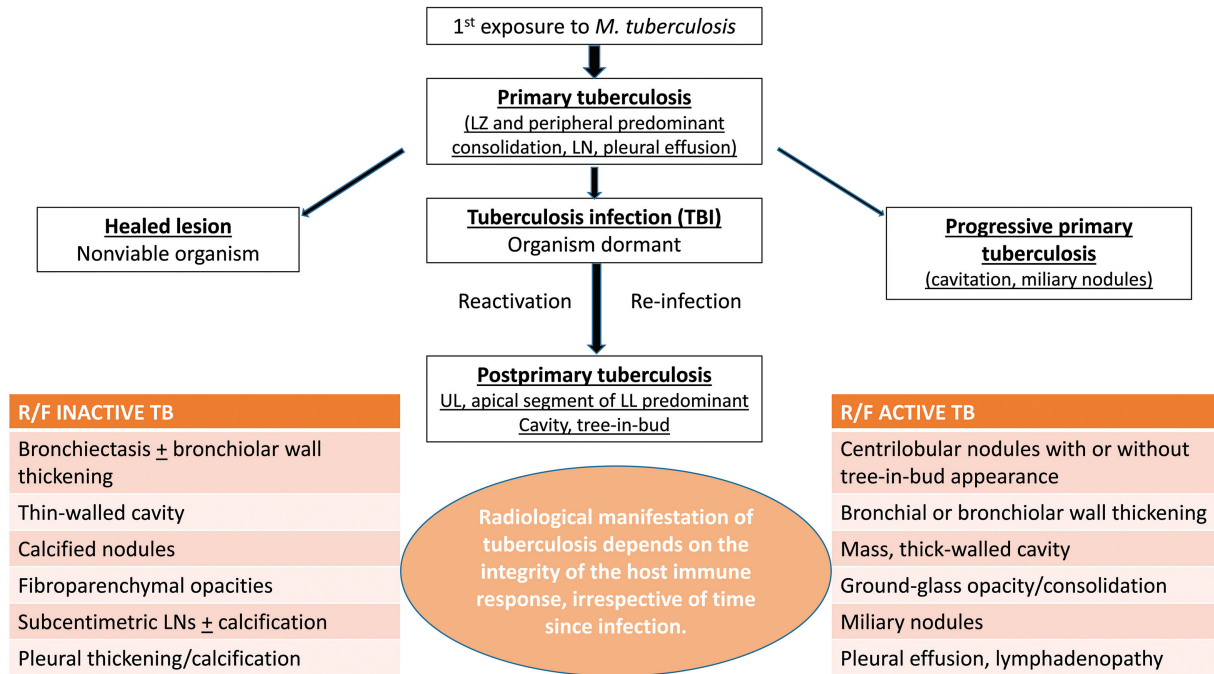 1st exposure to M. tuberculosis
Primary tuberculosis
(LZ and peripheral predominant
consolidation, LN, pleural effusion)
Healed lesion
Nonviable organism
Tuberculosis infection (TBI)
Organism dormant
Progressive primary
tuberculosis
(cavitation, miliary nodules)
Reactivation
Re-infection
Postprimary tuberculosis
UL, apical segment of LL predominant
Cavity, tree-in-bud
R/F INACTIVE TB
Bronchiectasis ± bronchiolar wall
thickening
Thin-walled cavity
Calcified nodules
Fibroparenchymal opacities
Subcentimetric LNs ± calcification
Pleural thickening/calcification
Radiological manifestation of
tuberculosis depends on the
integrity of the host immune
response, irrespective of time
since infection.
R/F ACTIVE TB
Centrilobular nodules with or without
tree-in-bud appearance
Bronchial or bronchiolar wall thickening
Mass, thick-walled cavity
Ground-glass opacity/consolidation
Miliary nodules
Pleural effusion, lymphadenopathy